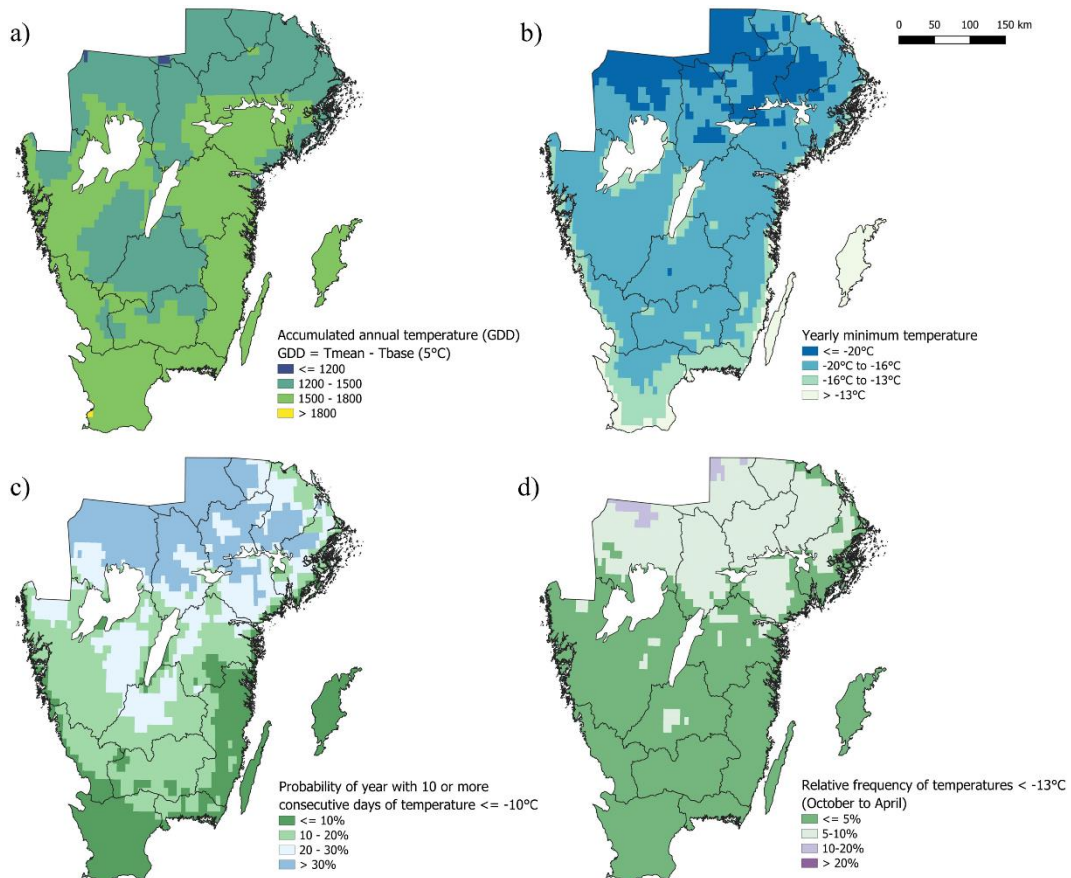 a)
b)
0 50 100 150 km
Accumulated annual temperature (GDD)
GDD = Tmean - Tbase (5°C)
<= 1200
1200 - 1500
1500 - 1800
> 1800
Yearly minimum temperature
<= -20°C
-20°C to -16°C
-16°C to -13°C
> -13°C
c)
d)
Probability of year with 10 or more
consecutive days of temperature <= -10°C
<= 10%
10 - 20%
20 - 30%
> 30%
Relative frequency of temperatures < -13°C
(October to April)
<= 5%
5-10%
10-20%
> 20%